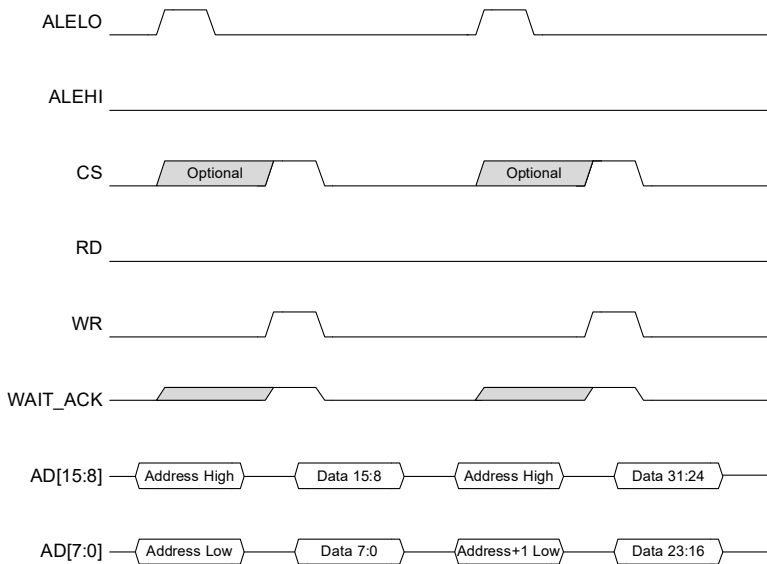 ALELO
ALEHI
CS Optional Optional
RD
WR
WAIT_ACK
AD[15:8] Address High Data 15:8 Address High Data 31:24
AD[7:0] Address Low Data 7:0 Address+1 Low Data 23:16